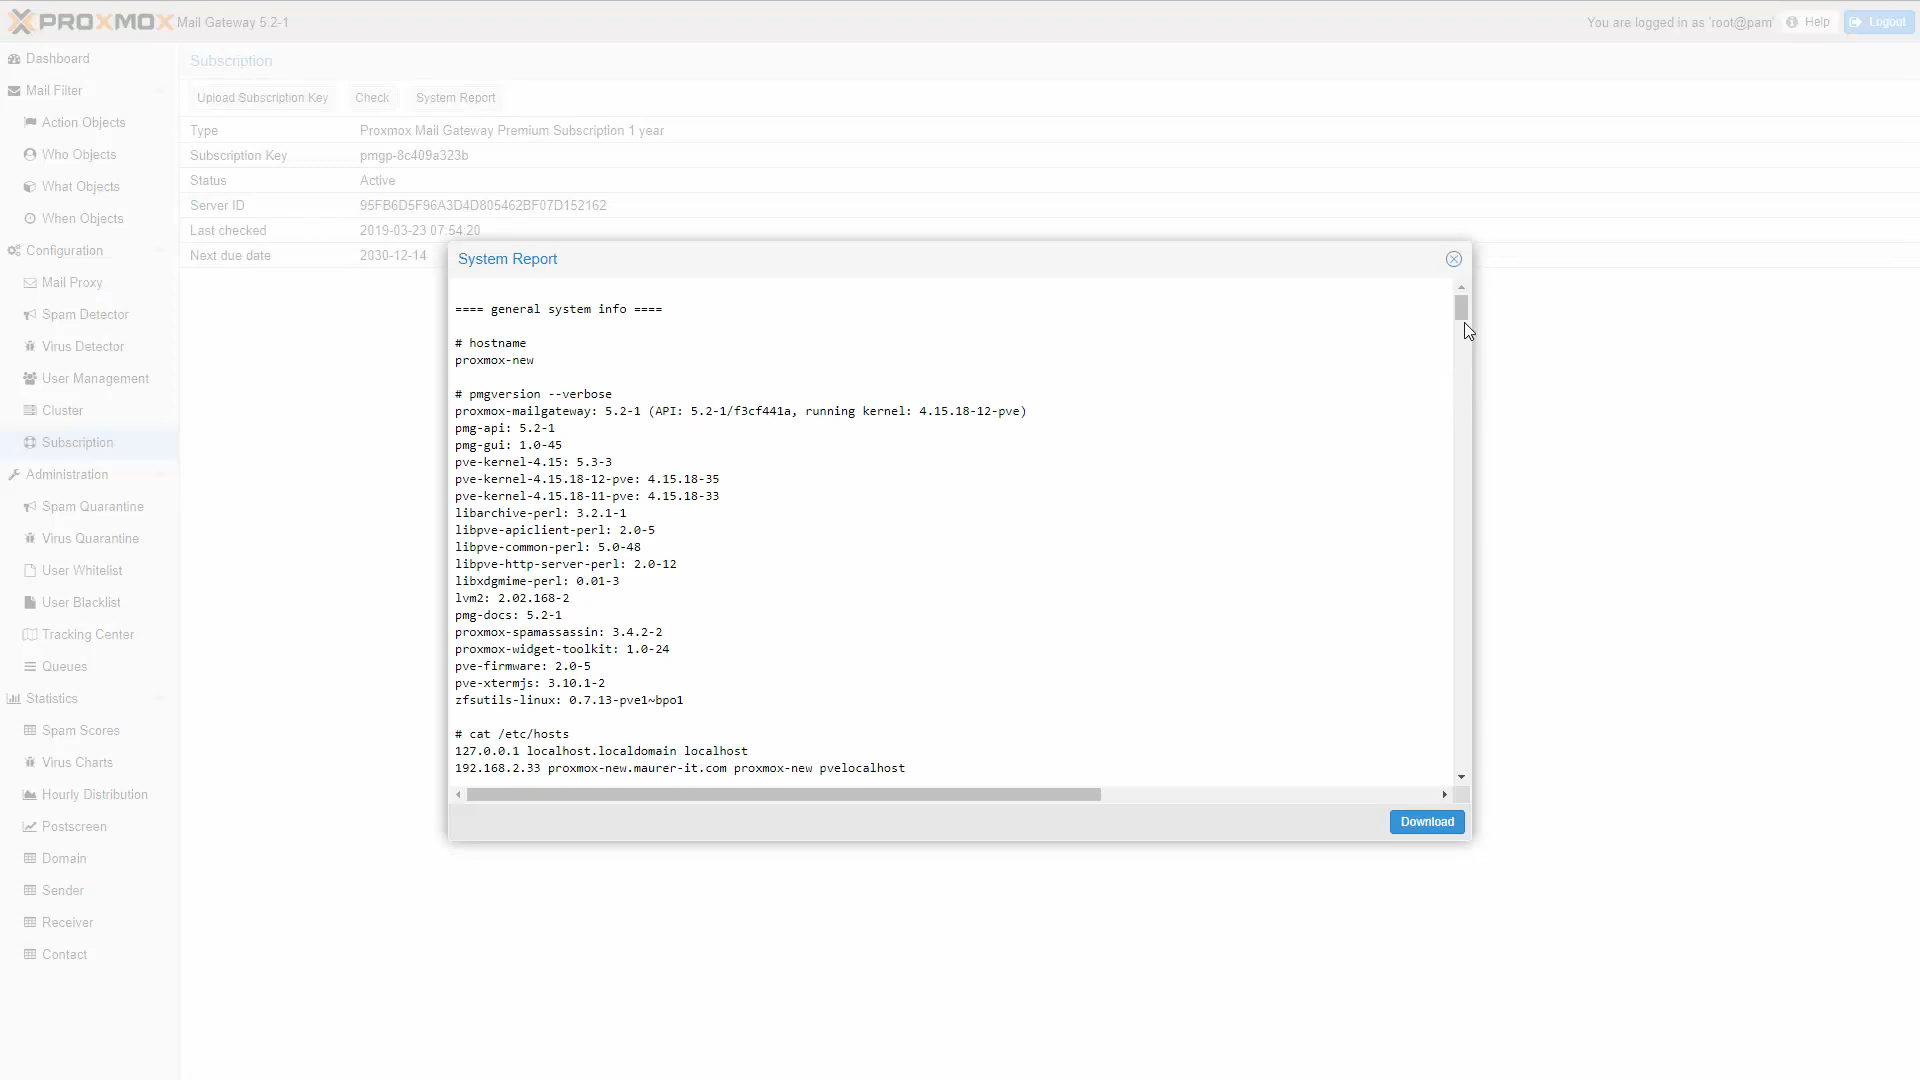 PROXMOX Mail Gateway 5.2-1
You are logged in as 'root@pam'
Help
Logout
Dashboard
Mail Filter
Action Objects
Who Objects
What Objects
When Objects
Configuration
Mail Proxy
Spam Detector
Virus Detector
User Management
Cluster
Subscription
Administration
Spam Quarantine
Virus Quarantine
User Whitelist
User Blacklist
Tracking Center
Queues
Statistics
Spam Scores
Virus Charts
Hourly Distribution
Postscreen
Domain
Sender
Receiver
Contact
Subscription
Upload Subscription Key
Check
System Report
Type Proxmox Mail Gateway Premium Subscription 1 year
Subscription Key pmgp-8c409a323b
Status Active
Server ID 95FB6D5F96A3D4D805462BF07D152162
Last checked 2019-03-23 07:54:20
Next due date 2030-12-14
System Report
==== general system info ====
# hostname
proxmox-new
# pmgversion --verbose
proxmox-mailgateway: 5.2-1 (API: 5.2-1/f3cf441a, running kernel: 4.15.18-12-pve)
pmg-api: 5.2-1
pmg-gui: 1.0-45
pve-kernel-4.15: 5.3-3
pve-kernel-4.15.18-12-pve: 4.15.18-35
pve-kernel-4.15.18-11-pve: 4.15.18-33
libarchive-perl: 3.2.1-1
libpve-apiclient-perl: 2.0-5
libpve-common-perl: 5.0-48
libpve-http-server-perl: 2.0-12
libxdgmime-perl: 0.01-3
lvm2: 2.02.168-2
pmg-docs: 5.2-1
proxmox-spamassassin: 3.4.2-2
proxmox-widget-toolkit: 1.0-24
pve-firmware: 2.0-5
pve-xtermjs: 3.10.1-2
zfsutils-linux: 0.7.13-pve1~bpo1
# cat /etc/hosts
127.0.0.1 localhost.localdomain localhost
192.168.2.33 proxmox-new.maurer-it.com proxmox-new pvelocalhost
Download